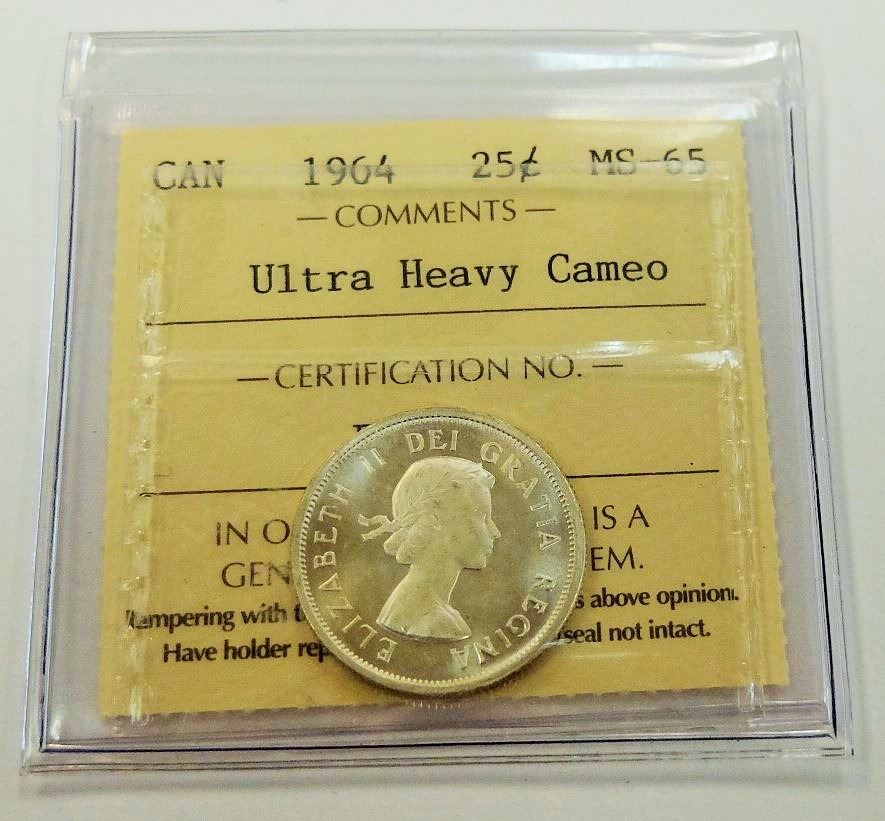 CAN 1964 25¢ MS-65
— COMMENTS —
Ultra Heavy Cameo
— CERTIFICATION NO. —
ELIZABETH II DEI GRATIA REGINA
IN O IS A
GEN EM.
Tampering with t s above opinion.
Have holder rep seal not intact.